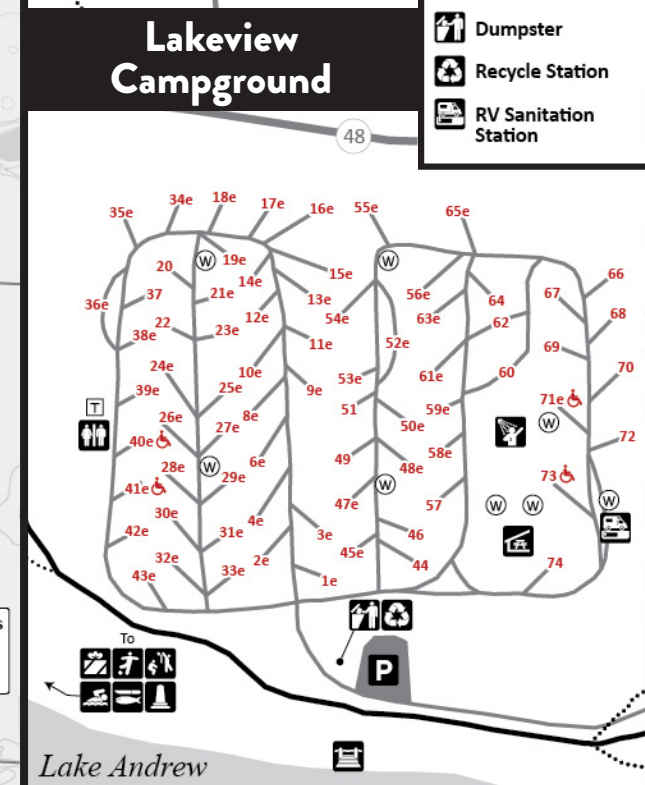 Lakeview
Campground
Dumpster
Recycle Station
RV Sanitation
Station
48
35e
34e
18e
17e
16e
55e
65e
20
W
19e
W
14e
15e
66
36e
37
21e
13e
56e
64
67
22
12e
54e
63e
62
68
38e
23e
11e
52e
69
24e
10e
53e
61e
60
70
39e
25e
9e
71e
26e
8e
51
59e
W
T
27e
50e
72
40e
6e
49
58e
28e
W
48e
73
41e
29e
W
47e
57
W
W
W
30e
4e
42e
31e
3e
46
32e
2e
45e
44
74
43e
33e
1e
To
P
Lake Andrew
s